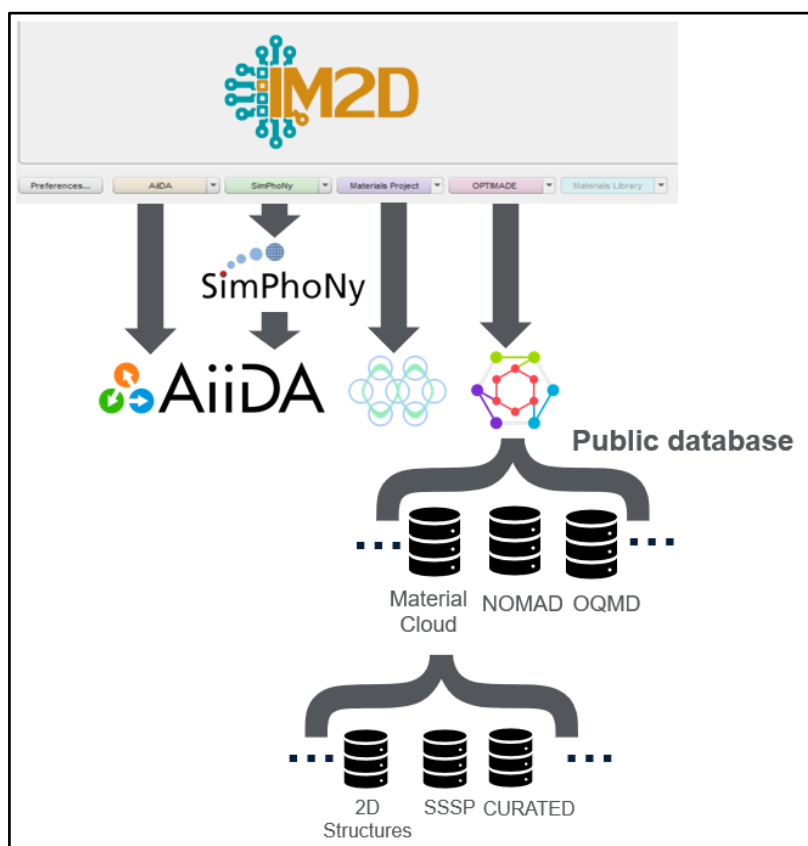 IM2D
Preferences... AiiDA SimPhoNy Materials Project OPTIMADE Materials Library
SimPhoNy
AiiDA
Public database
Material
Cloud
NOMAD OQMD
2D
Structures
SSSP CURATED